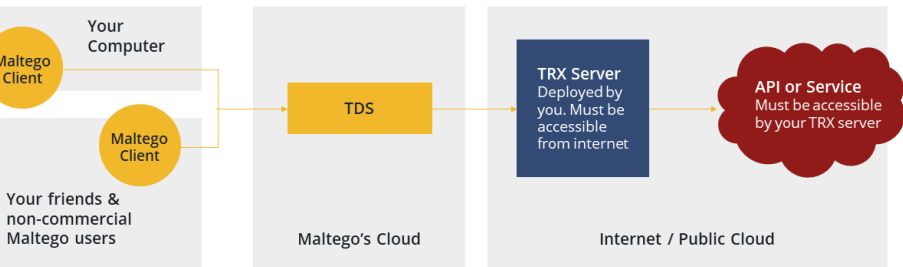 Your
Computer
Maltego
Client
Maltego
Client
Your friends &
non-commercial
Maltego users
TDS
Maltego’s Cloud
TRX Server
Deployed by
you. Must be
accessible
from internet
API or Service
Must be accessible
by your TRX server
Internet / Public Cloud